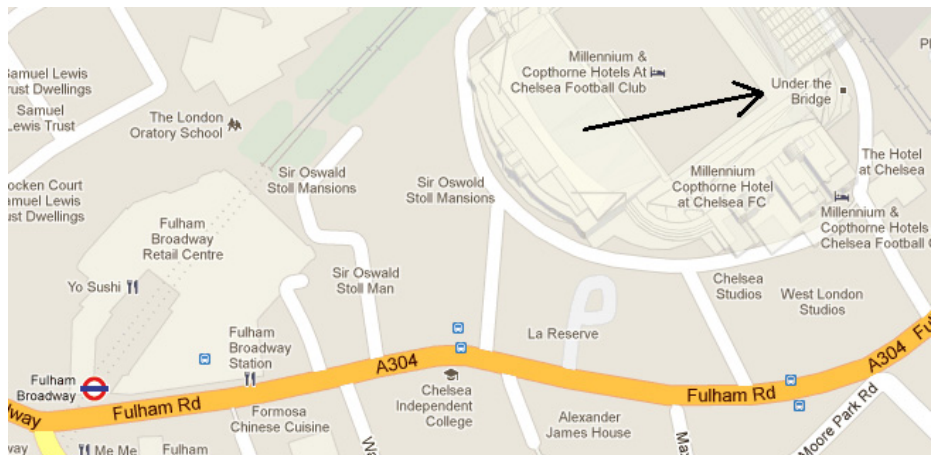 Samuel Lewis
Trust Dwellings
Samuel
Lewis Trust
The London
Oratory School
Millennium &
Copthorne Hotels At
Chelsea Football Club
Under the
Bridge
Sir Oswald
Stoll Mansions
Sir Oswold
Stoll Mansions
Millennium
Copthorne Hotel
at Chelsea FC
The Hotel
at Chelsea
ocken Court
amuel Lewis
ust Dwellings
Fulham
Broadway
Retail Centre
Millennium &
Copthorne Hotels
Chelsea Football
Yo Sushi
Sir Oswald
Stoll Man
Chelsea
Studios
West London
Studios
Fulham
Broadway
Station
La Reserve
A304
A304
Fulham
Broadway
Fulham Rd
Fulham Rd
Chelsea
Independent
College
Formosa
Chinese Cuisine
Alexander
James House
Moore Park Rd
way
Me Me
Fulham